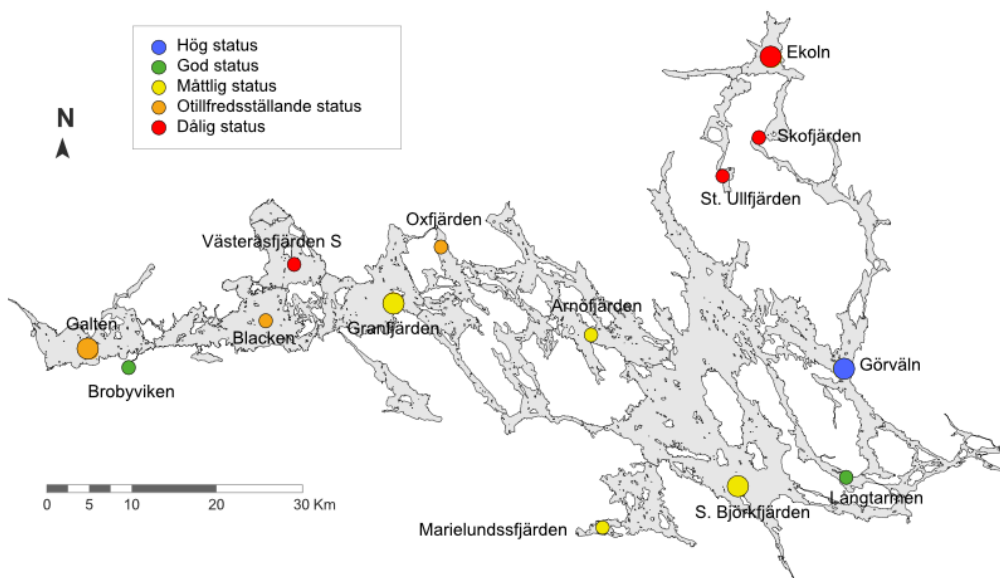 Hög status
God status
Måttlig status
Otillfredsställande status
Dålig status
N
Ekoln
Skofjärden
St. Ullfjärden
Oxfjärden
Västeråsfjärden S
Arnöfjärden
Galten
Blacken
Granfjärden
Görväln
Brobyviken
Långtarmen
S. Björkfjärden
Marielundssfjärden
0 5 10 20 30 Km